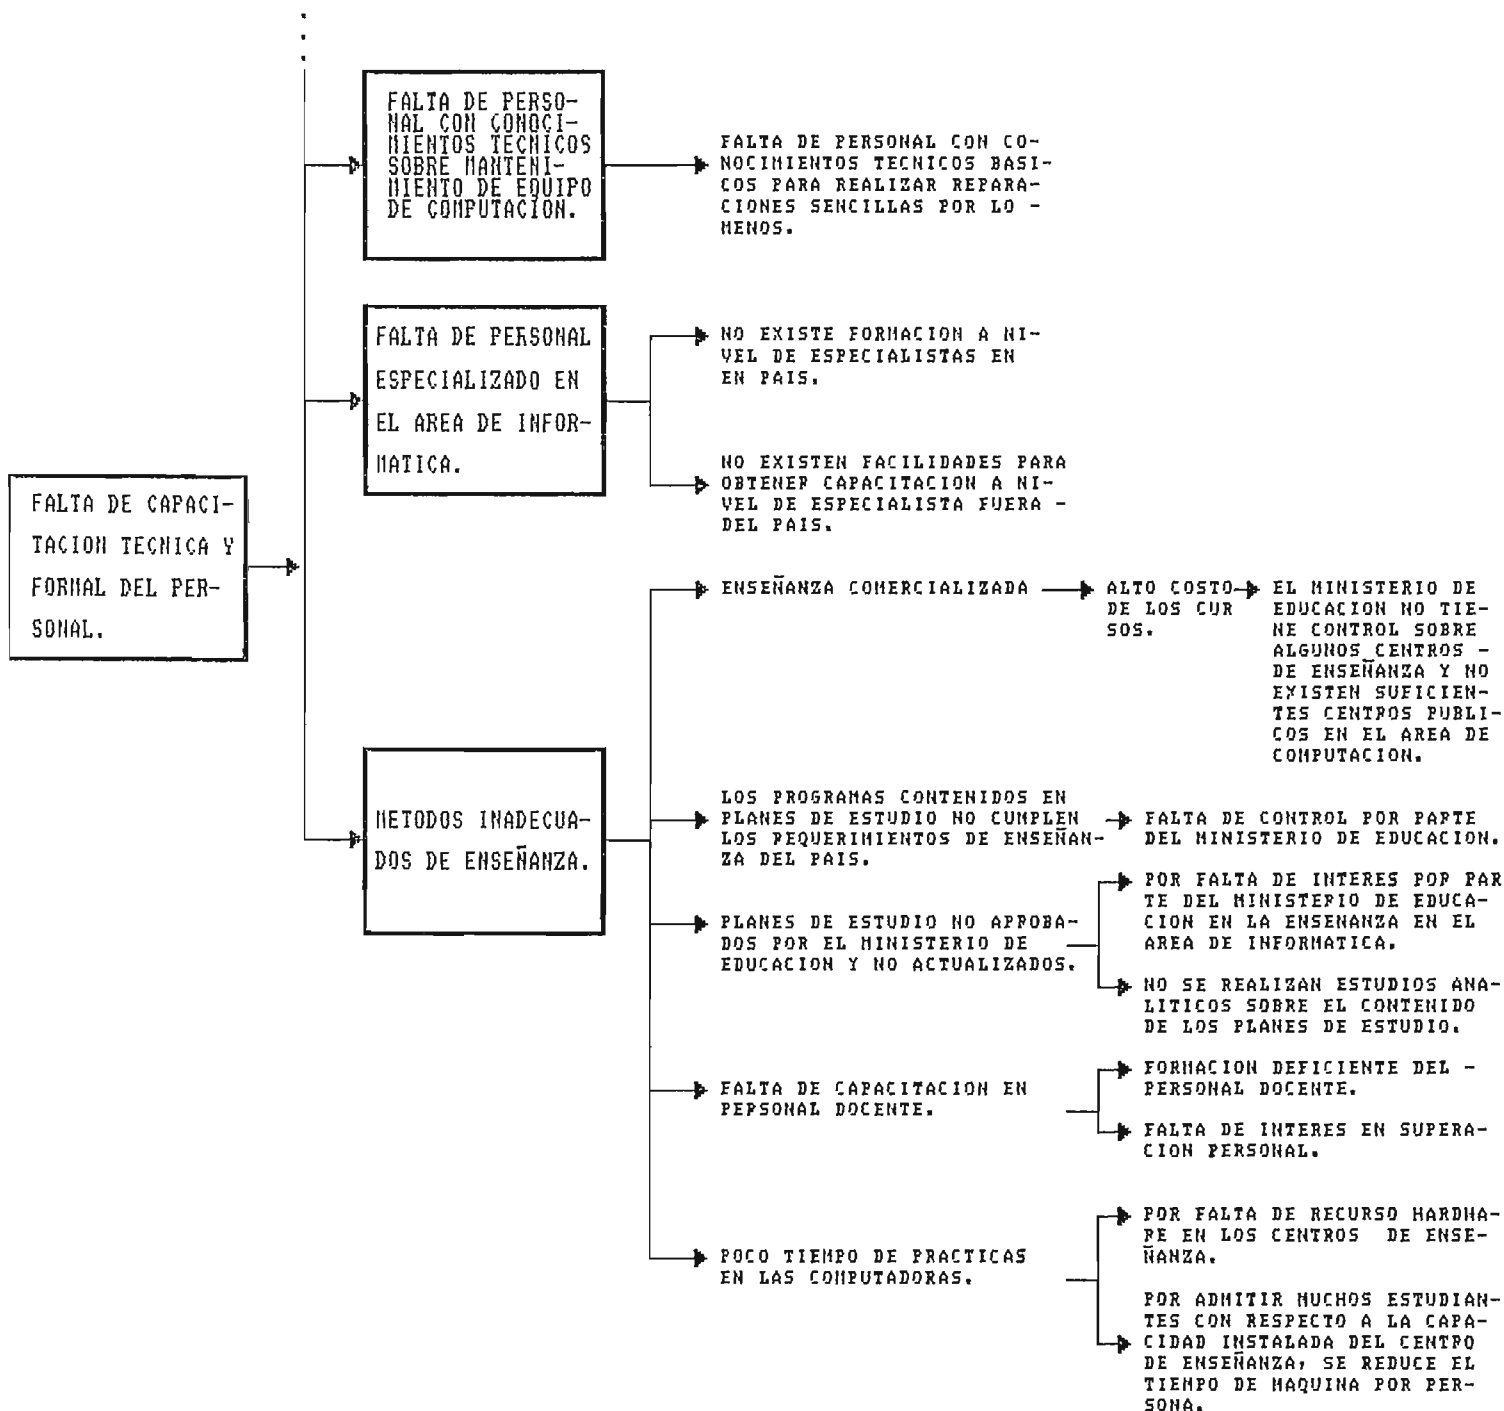 FALTA DE PERSO-
NAL CON CONOCI-
MIENTOS TECNICOS
SOBRE MANTENI-
MIENTO DE EQUIPO
DE COMPUTACION.
FALTA DE PERSONAL CON CO-
NOCIMIENTOS TECNICOS BASI-
COS PARA REALIZAR REPARA-
CIONES SENCILLAS POR LO -
MENOS.
FALTA DE PERSONAL
ESPECIALIZADO EN
EL AREA DE INFOR-
MATICA.
NO EXISTE FORMACION A NI-
VEL DE ESPECIALISTAS EN
EN PAIS.
NO EXISTEN FACILIDADES PARA
OBTENER CAPACITACION A NI-
VEL DE ESPECIALISTA FUERA -
DEL PAIS.
FALTA DE CAPACI-
TACION TECNICA Y
FORMAL DEL PER-
SONAL.
METODOS INADECUA-
DOS DE ENSEÑANZA.
ENSEÑANZA COMERCIALIZADA
ALTO COSTO
DE LOS CUR
SOS.
EL MINISTERIO DE
EDUCACION NO TIE-
NE CONTROL SOBRE
ALGUNOS CENTROS -
DE ENSEÑANZA Y NO
EXISTEN SUFICIEN-
TES CENTROS PUBLI-
COS EN EL AREA DE
COMPUTACION.
LOS PROGRAMAS CONTENIDOS EN
PLANES DE ESTUDIO NO CUMPLEN
LOS REQUERIMIENTOS DE ENSEÑAN-
ZA DEL PAIS.
FALTA DE CONTROL POR PARTE
DEL MINISTERIO DE EDUCACION.
PLANES DE ESTUDIO NO APROBA-
DOS POR EL MINISTERIO DE
EDUCACION Y NO ACTUALIZADOS.
POR FALTA DE INTERES POR PAR
TE DEL MINISTERIO DE EDUCA-
CION EN LA ENSENANZA EN EL
AREA DE INFORMATICA.
NO SE REALIZAN ESTUDIOS ANA-
LITICOS SOBRE EL CONTENIDO
DE LOS PLANES DE ESTUDIO.
FALTA DE CAPACITACION EN
PERSONAL DOCENTE.
FORMACION DEFICIENTE DEL -
PERSONAL DOCENTE.
FALTA DE INTERES EN SUPERA-
CION PERSONAL.
POCO TIEMPO DE PRACTICAS
EN LAS COMPUTADORAS.
POR FALTA DE RECURSO HARDWA-
RE EN LOS CENTROS DE ENSE-
ÑANZA.
POR ADMITIR MUCHOS ESTUDIAN-
TES CON RESPECTO A LA CAPA-
CIDAD INSTALADA DEL CENTRO
DE ENSEÑANZA, SE REDUCE EL
TIEMPO DE MAQUINA POR PER-
SONA.